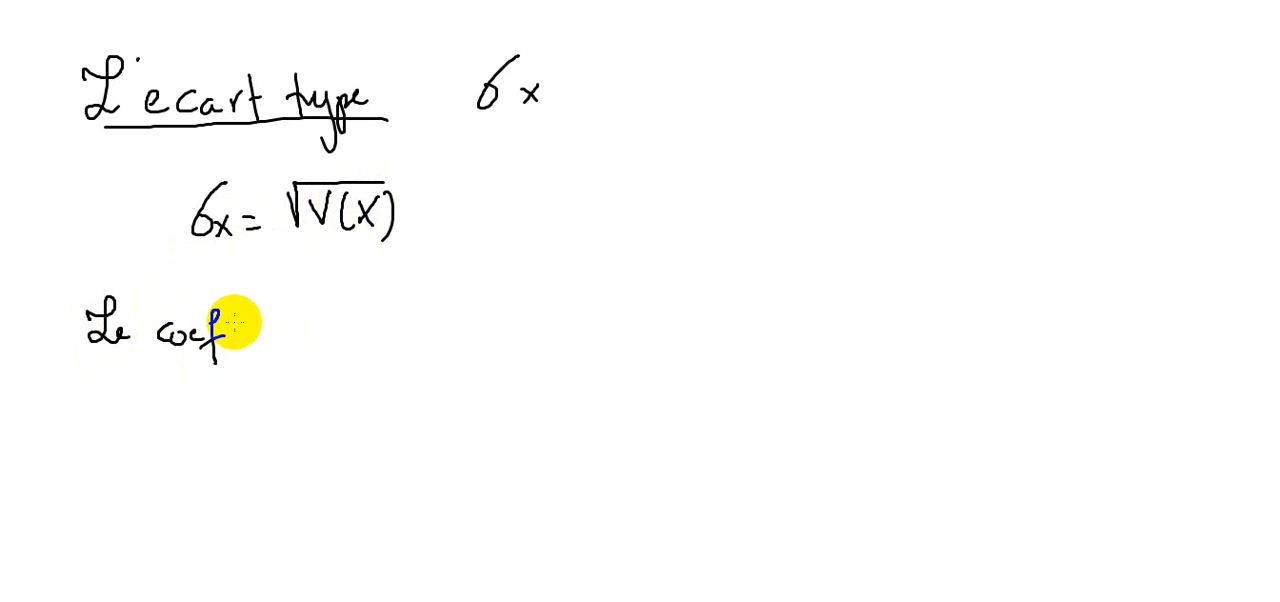 L'ecart type σx
σx = √V(X)
Le coef